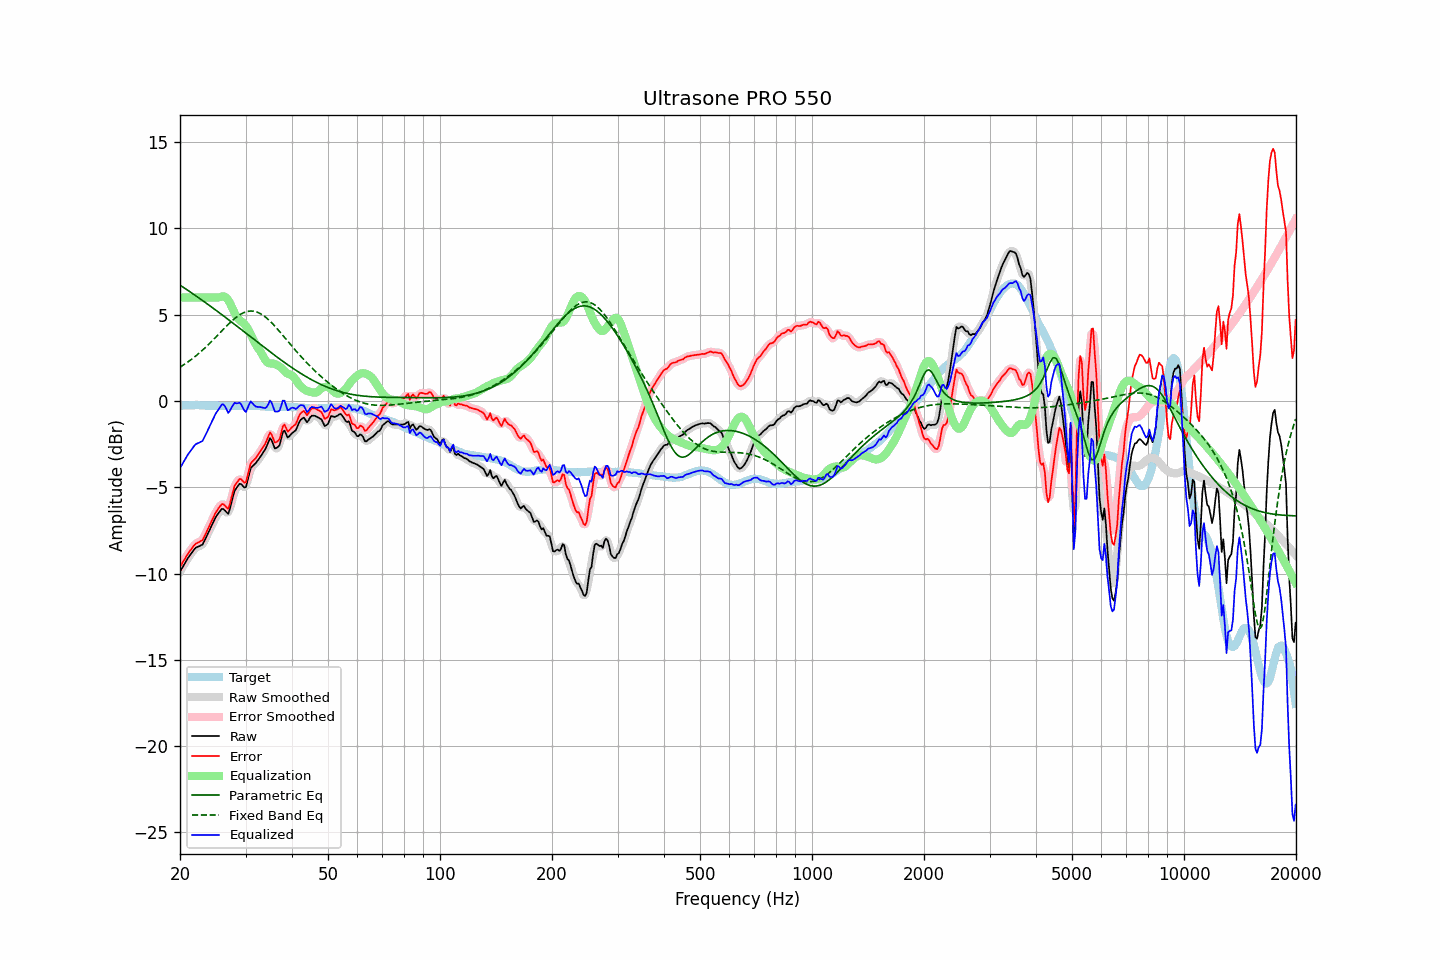 Ultrasone PRO 550
Amplitude (dBr)
15
10
5
0
−5
−10
−15
−20
−25
Target
Raw Smoothed
Error Smoothed
Raw
Error
Equalization
Parametric Eq
Fixed Band Eq
Equalized
20 50 100 200 500 1000 2000 5000 10000 20000
Frequency (Hz)